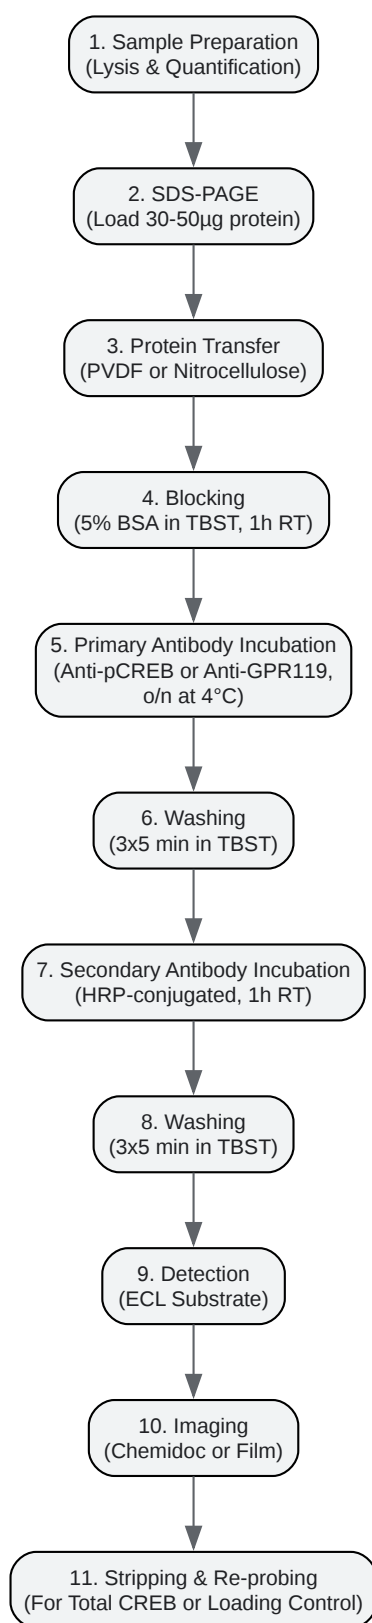 1. Sample Preparation
(Lysis & Quantification)
2. SDS-PAGE
(Load 30-50µg protein)
3. Protein Transfer
(PVDF or Nitrocellulose)
4. Blocking
(5% BSA in TBST, 1h RT)
5. Primary Antibody Incubation
(Anti-pCREB or Anti-GPR119,
o/n at 4°C)
6. Washing
(3x5 min in TBST)
7. Secondary Antibody Incubation
(HRP-conjugated, 1h RT)
8. Washing
(3x5 min in TBST)
9. Detection
(ECL Substrate)
10. Imaging
(Chemidoc or Film)
11. Stripping & Re-probing
(For Total CREB or Loading Control)